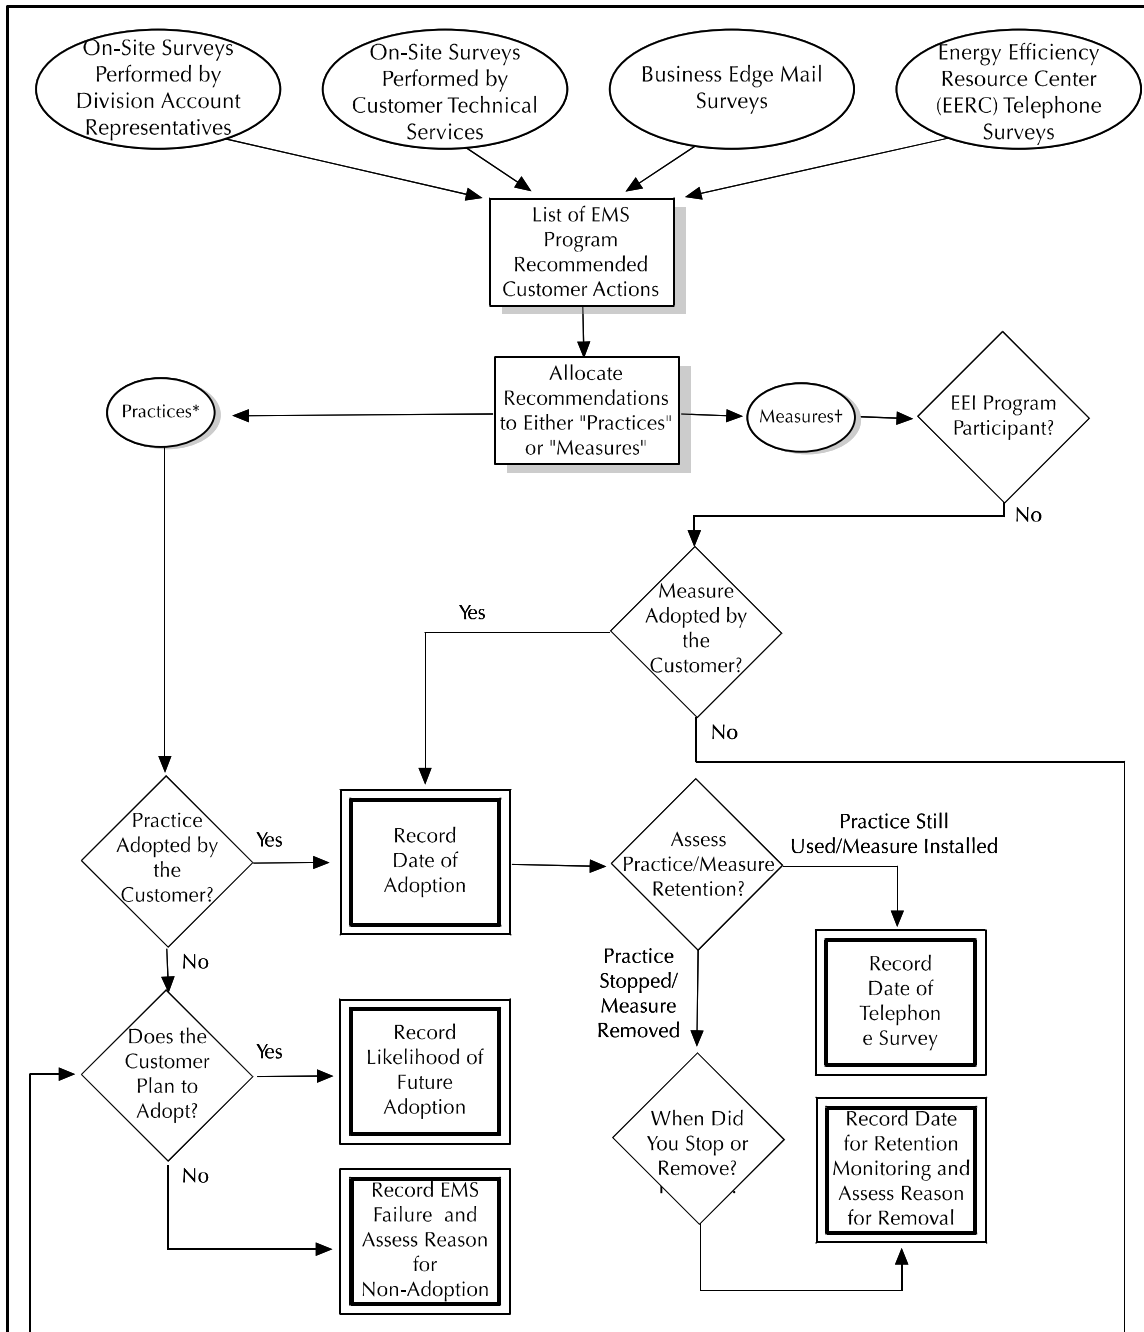 On-Site Surveys
Performed by
Division Account
Representatives
On-Site Surveys
Performed by
Customer Technical
Services
Business Edge Mail
Surveys
Energy Efficiency
Resource Center
(EERC) Telephone
Surveys
List of EMS
Program
Recommended
Customer Actions
Practices*
Allocate
Recommendations
to Either "Practices"
or "Measures"
Measures†
EEI Program
Participant?
No
Measure
Adopted by
the
Customer?
Yes
No
Practice
Adopted by
the
Customer?
Yes
Record
Date of
Adoption
Assess
Practice/Measure
Retention?
Practice Still
Used/Measure Installed
No
Practice
Stopped/
Measure
Removed
Record
Date of
Telephon
e Survey
Does the
Customer
Plan to
Adopt?
Yes
Record
Likelihood of
Future
Adoption
When Did
You Stop or
Remove?
Record Date
for Retention
Monitoring and
Assess Reason
for Removal
No
Record EMS
Failure and
Assess Reason
for
Non-Adoption